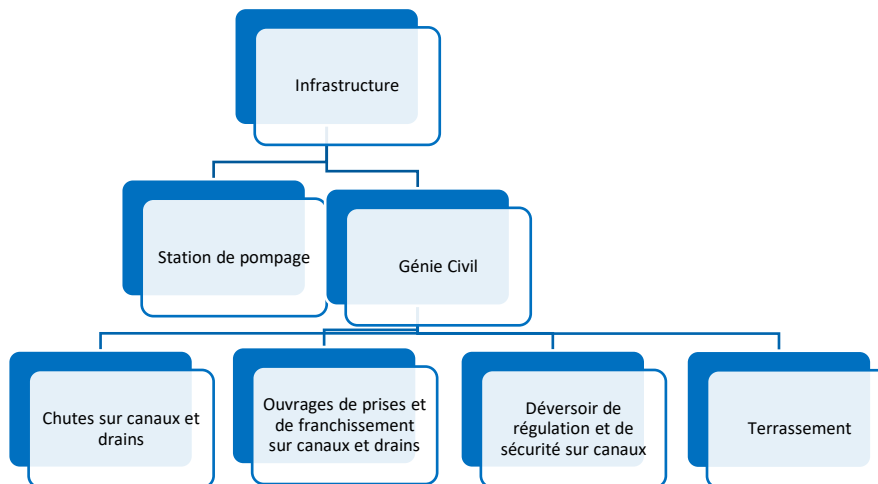 Infrastructure
Station de pompage
Génie Civil
Chutes sur canaux et
drains
Ouvrages de prises et
de franchissement
sur canaux et drains
Déversoir de
régulation et de
sécurité sur canaux
Terrassement